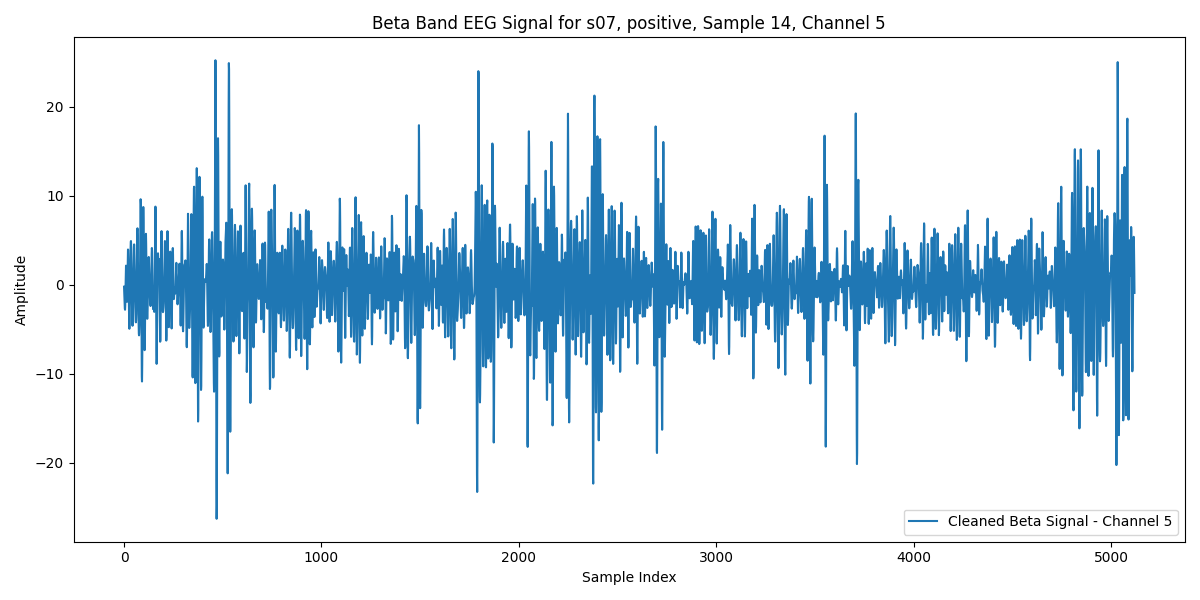 Beta Band EEG Signal for s07, positive, Sample 14, Channel 5
Amplitude
20
10
0
−10
−20
0
1000
2000
3000
4000
5000
Sample Index
Cleaned Beta Signal - Channel 5